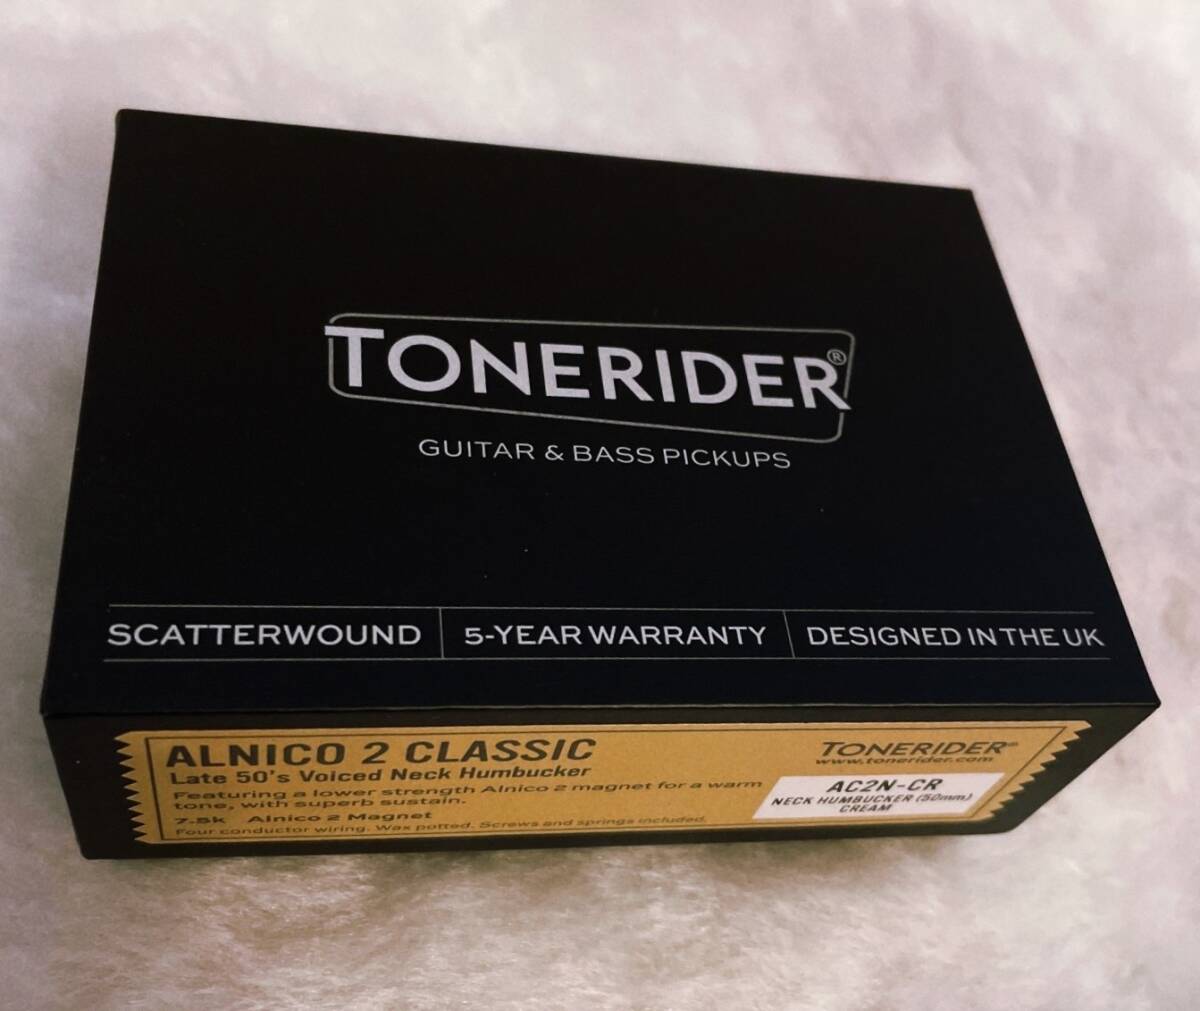 TONERIDER®
GUITAR & BASS PICKUPS
SCATTERWOUND
5-YEAR WARRANTY
DESIGNED IN THE UK
ALNICO 2 CLASSIC
Late 50's Voiced Neck Humbucker
Featuring a lower strength Alnico 2 magnet for a warm
tone, with superb sustain.
7.5k Alnico 2 Magnet
Four conductor wiring. Wax potted. Screws and springs included.
TONERIDER®
www.tonerider.com
AC2N-CR
NECK HUMBUCKER (50mm)
CREAM